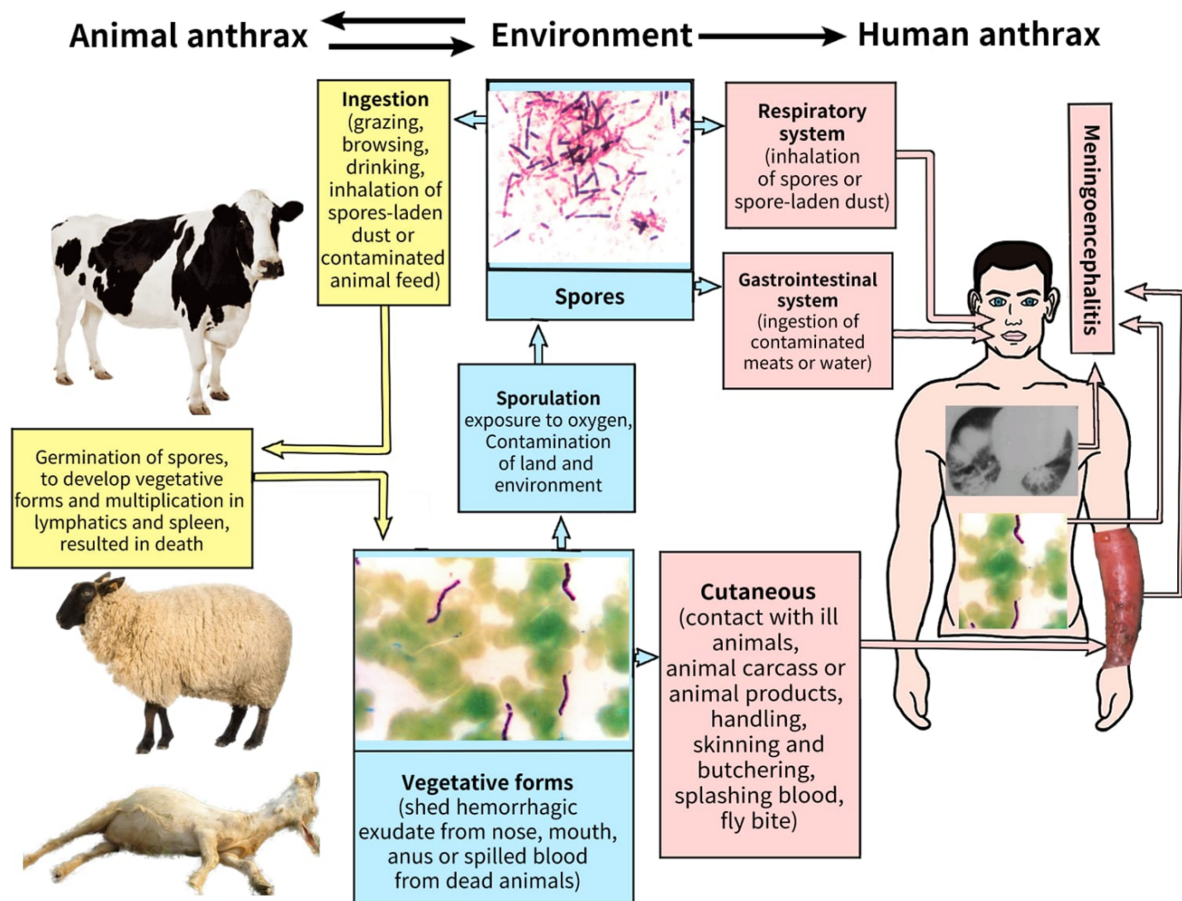 Animal anthrax
Environment
Human anthrax
Ingestion
(grazing,
browsing,
drinking,
inhalation of
spores-laden
dust or
contaminated
animal feed)
Spores
Respiratory
system
(inhalation
of spores or
spore-laden dust)
Gastrointestinal
system
(ingestion of
contaminated
meats or water)
Meningoencephalitis
Sporulation
exposure to oxygen,
Contamination
of land and
environment
Germination of spores,
to develop vegetative
forms and multiplication in
lymphatics and spleen,
resulted in death
Vegetative forms
(shed hemorrhagic
exudate from nose, mouth,
anus or spilled blood
from dead animals)
Cutaneous
(contact with ill
animals,
animal carcass or
animal products,
handling,
skinning and
butchering,
splashing blood,
fly bite)